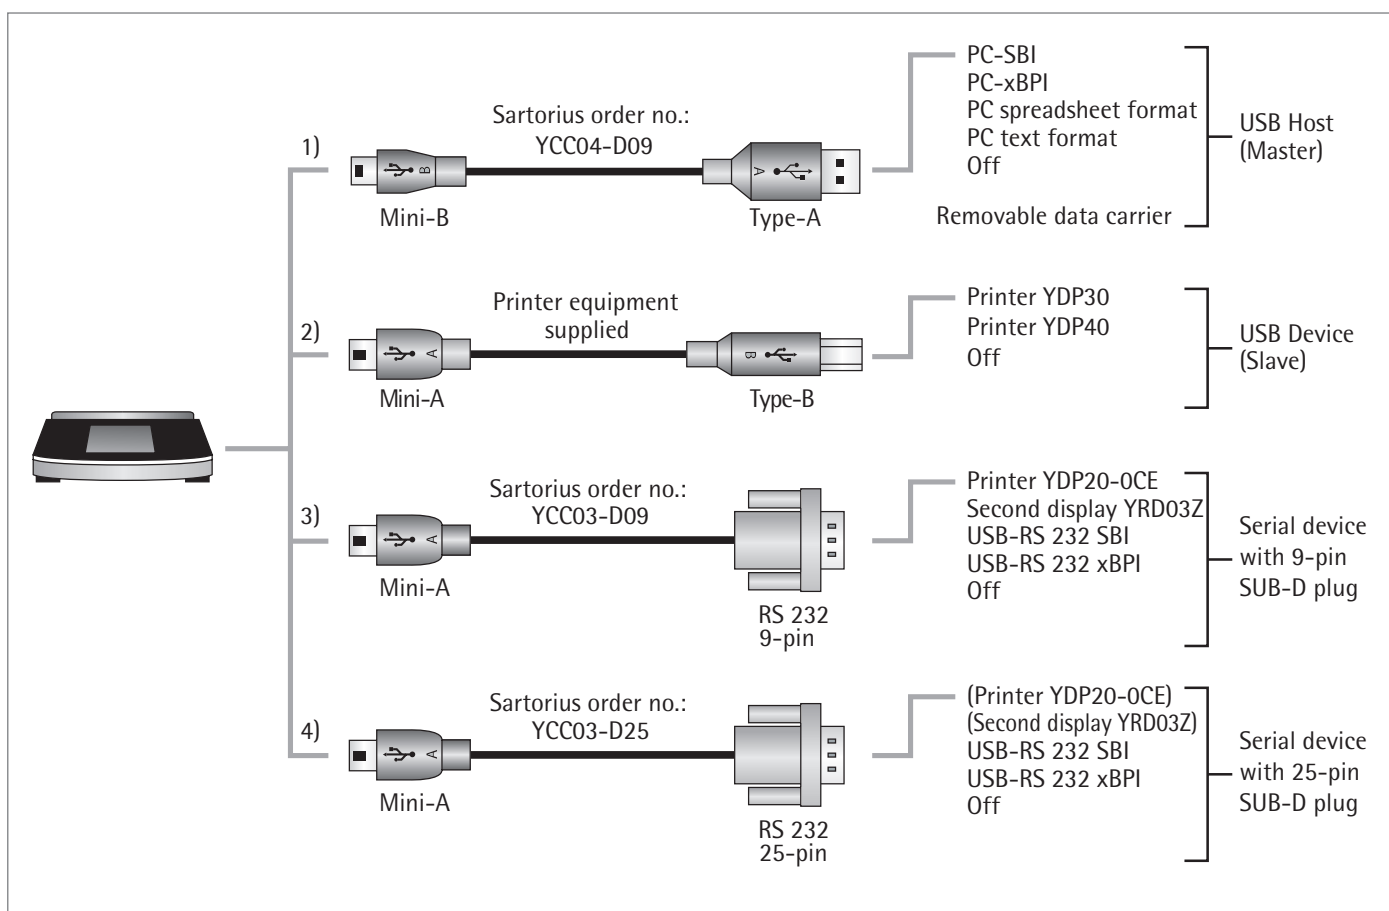 1)
Sartorius order no.:
YCC04-D09
B
A
Mini-B
Type-A
PC-SBI
PC-xBPI
PC spreadsheet format
PC text format
Off
Removable data carrier
USB Host
(Master)
2)
Printer equipment
supplied
A
B
Mini-A
Type-B
Printer YDP30
Printer YDP40
Off
USB Device
(Slave)
3)
Sartorius order no.:
YCC03-D09
A
Mini-A
RS 232
9-pin
Printer YDP20-0CE
Second display YRD03Z
USB-RS 232 SBI
USB-RS 232 xBPI
Off
Serial device
with 9-pin
SUB-D plug
4)
Sartorius order no.:
YCC03-D25
A
Mini-A
RS 232
25-pin
(Printer YDP20-0CE)
(Second display YRD03Z)
USB-RS 232 SBI
USB-RS 232 xBPI
Off
Serial device
with 25-pin
SUB-D plug